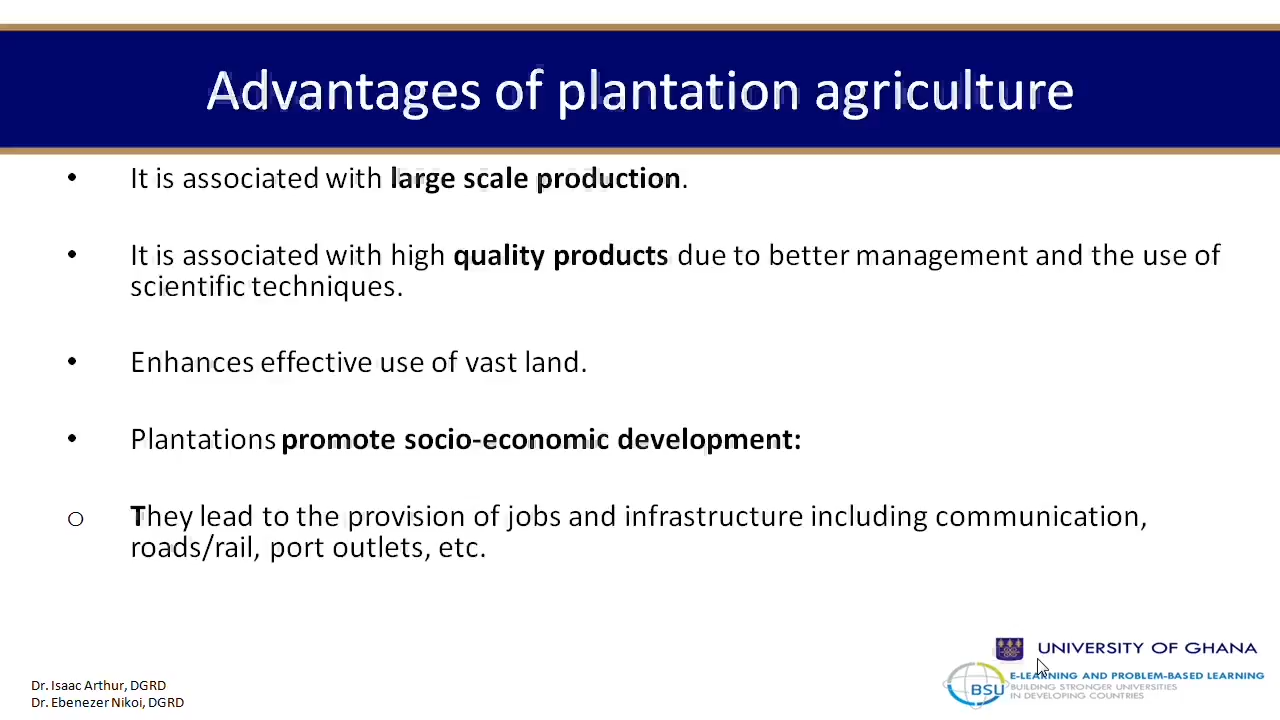 Advantages of plantation agriculture
• It is associated with large scale production.
• It is associated with high quality products due to better management and the use of
scientific techniques.
• Enhances effective use of vast land.
• Plantations promote socio-economic development:
o They lead to the provision of jobs and infrastructure including communication,
roads/rail, port outlets, etc.
UNIVERSITY OF GHANA
BSU
E-LEARNING AND PROBLEM-BASED LEARNING
BUILDING STRONGER UNIVERSITIES
IN DEVELOPING COUNTRIES
Dr. Isaac Arthur, DGRD
Dr. Ebenezer Nikoi, DGRD